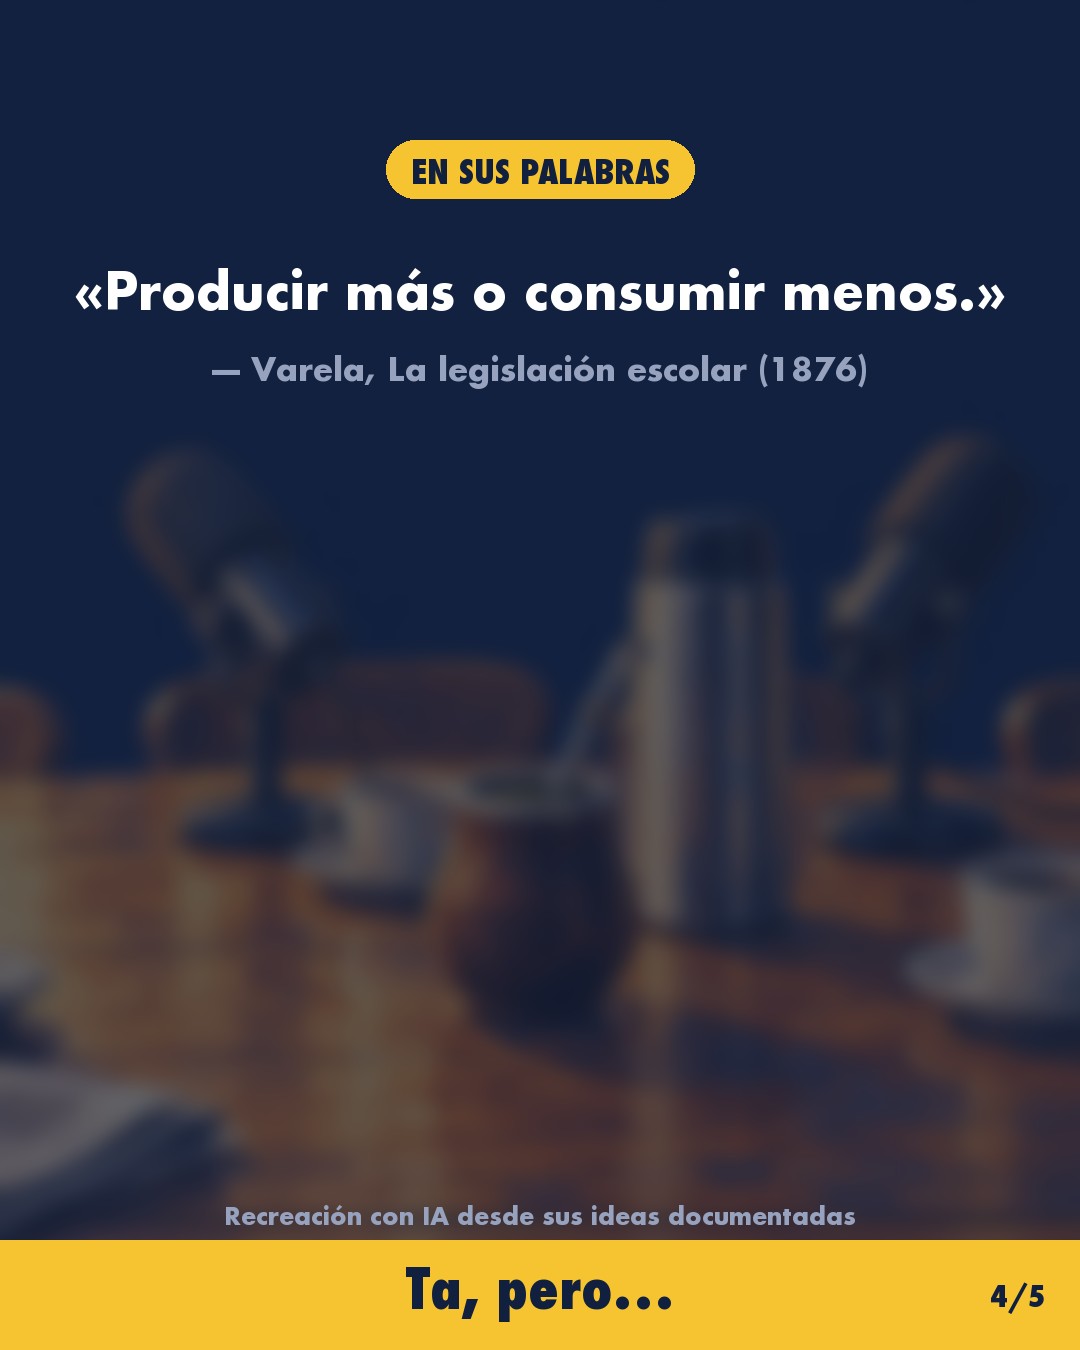 EN SUS PALABRAS
«Producir más o consumir menos.»
— Varela, La legislación escolar (1876)
Recreación con IA desde sus ideas documentadas
Ta, pero...
4/5